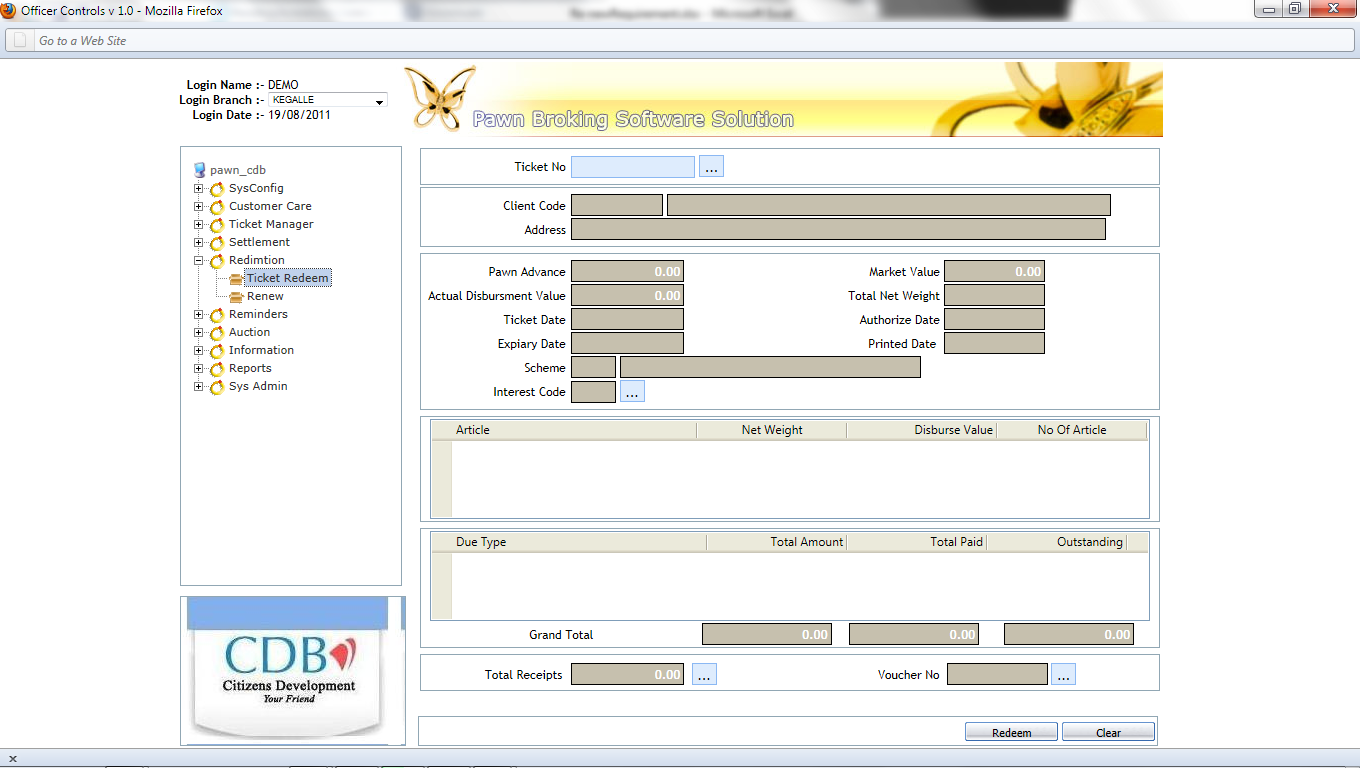 Officer Controls v 1.0 - Mozilla Firefox
Go to a Web Site
Login Name :- DEMO
Login Branch :- KEGALLE
Login Date :- 19/08/2011
Pawn Broking Software Solution
pawn_cdb
SysConfig
Customer Care
Ticket Manager
Settlement
Redimtion
Ticket Redeem
Renew
Reminders
Auction
Information
Reports
Sys Admin
CDB
Citizens Development
Your Friend
Ticket No ...
Client Code
Address
Pawn Advance 0.00 Market Value 0.00
Actual Disbursment Value 0.00 Total Net Weight
Ticket Date Authorize Date
Expiary Date Printed Date
Scheme
Interest Code ...
Article Net Weight Disburse Value No Of Article
Due Type Total Amount Total Paid Outstanding
Grand Total 0.00 0.00 0.00
Total Receipts 0.00 ... Voucher No ...
Redeem Clear